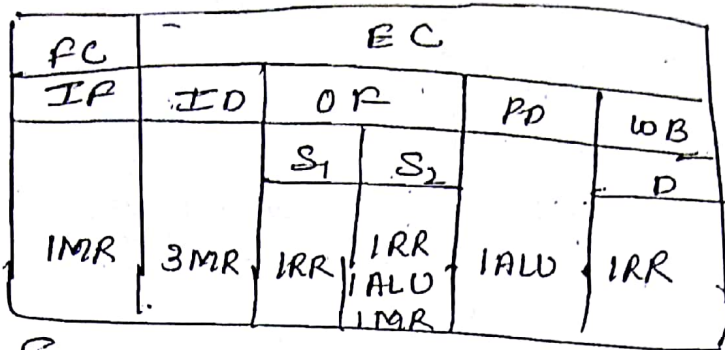 FC EC
IF ID OF PD WB
S1 S2 D
1MR 3MR 1RR 1RR 1ALU 1RR
1ALU
1MR